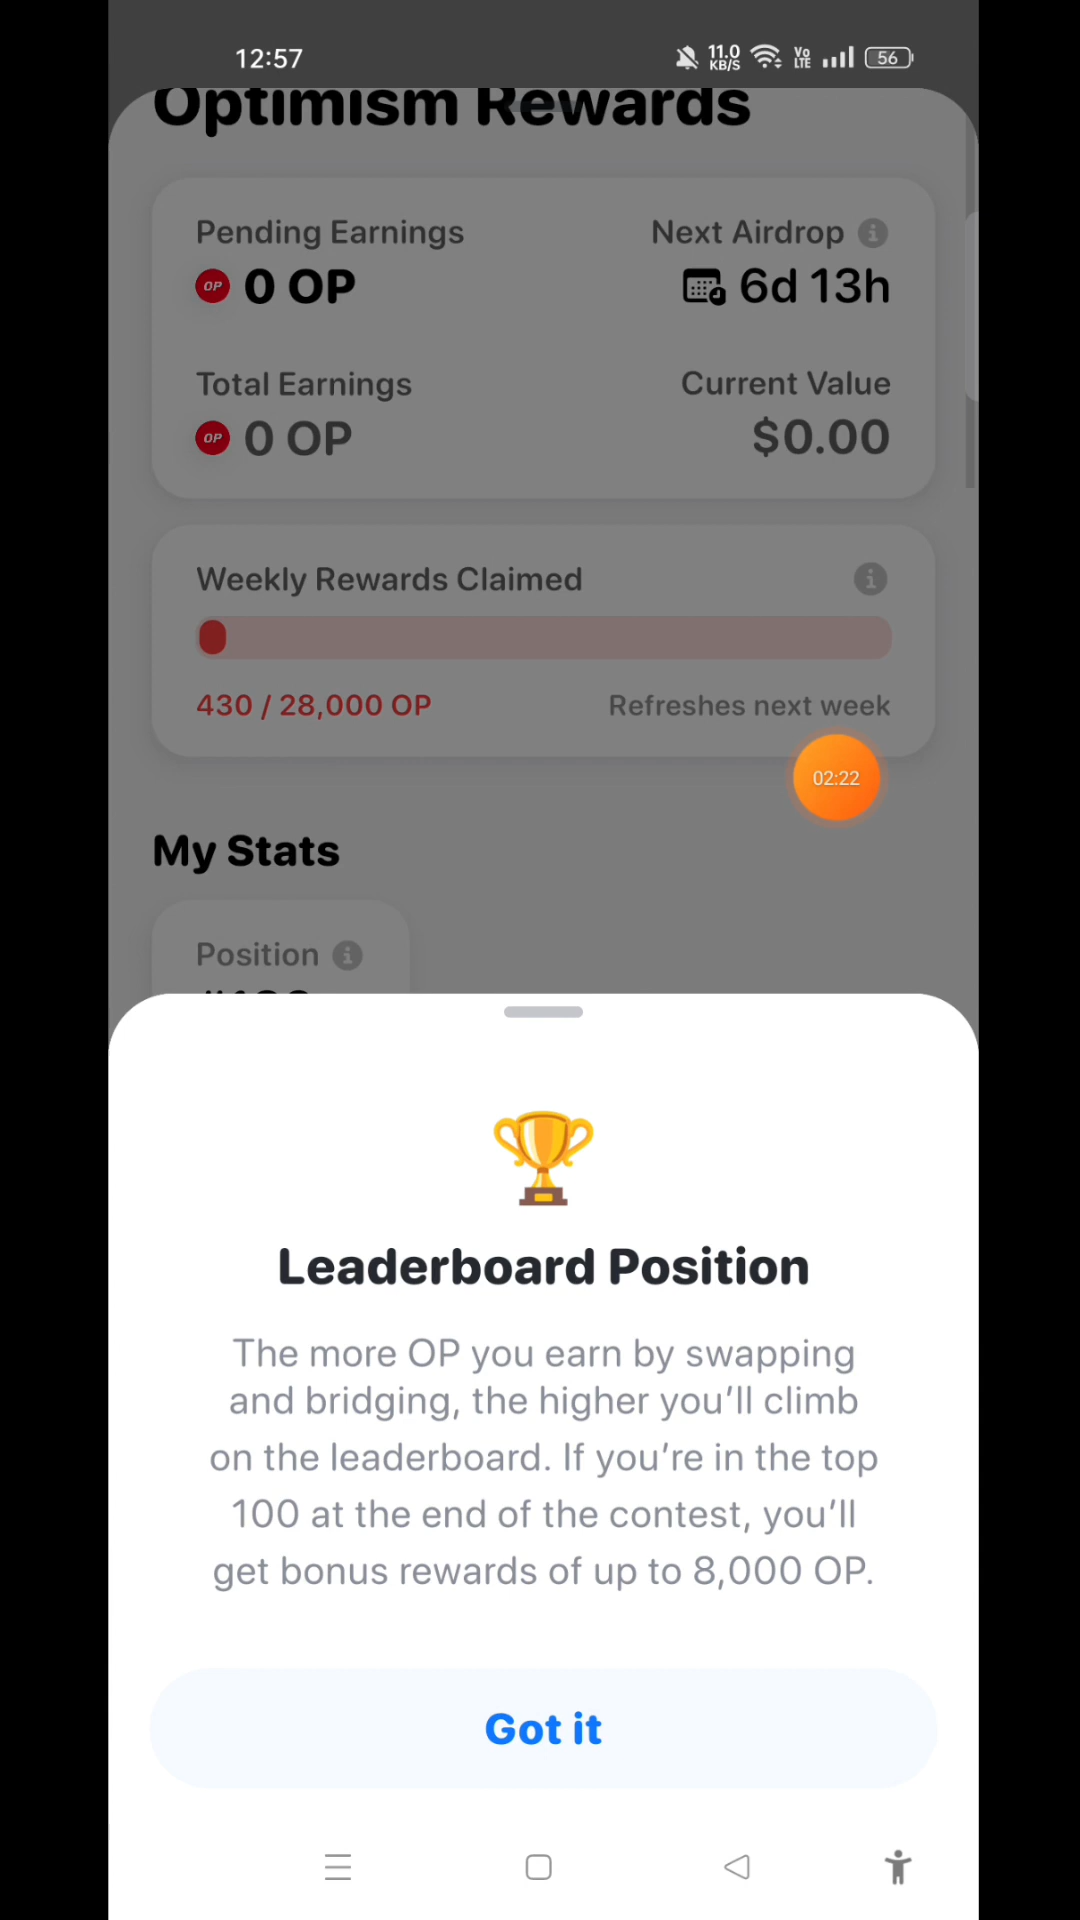 12:57
11.0
KB/S
Vo
LTE
56
Optimism Rewards
Pending Earnings
Next Airdrop
OP 0 OP
6d 13h
Total Earnings
Current Value
OP 0 OP
$0.00
Weekly Rewards Claimed
430 / 28,000 OP
Refreshes next week
02:22
My Stats
Position
Leaderboard Position
The more OP you earn by swapping
and bridging, the higher you’ll climb
on the leaderboard. If you’re in the top
100 at the end of the contest, you’ll
get bonus rewards of up to 8,000 OP.
Got it